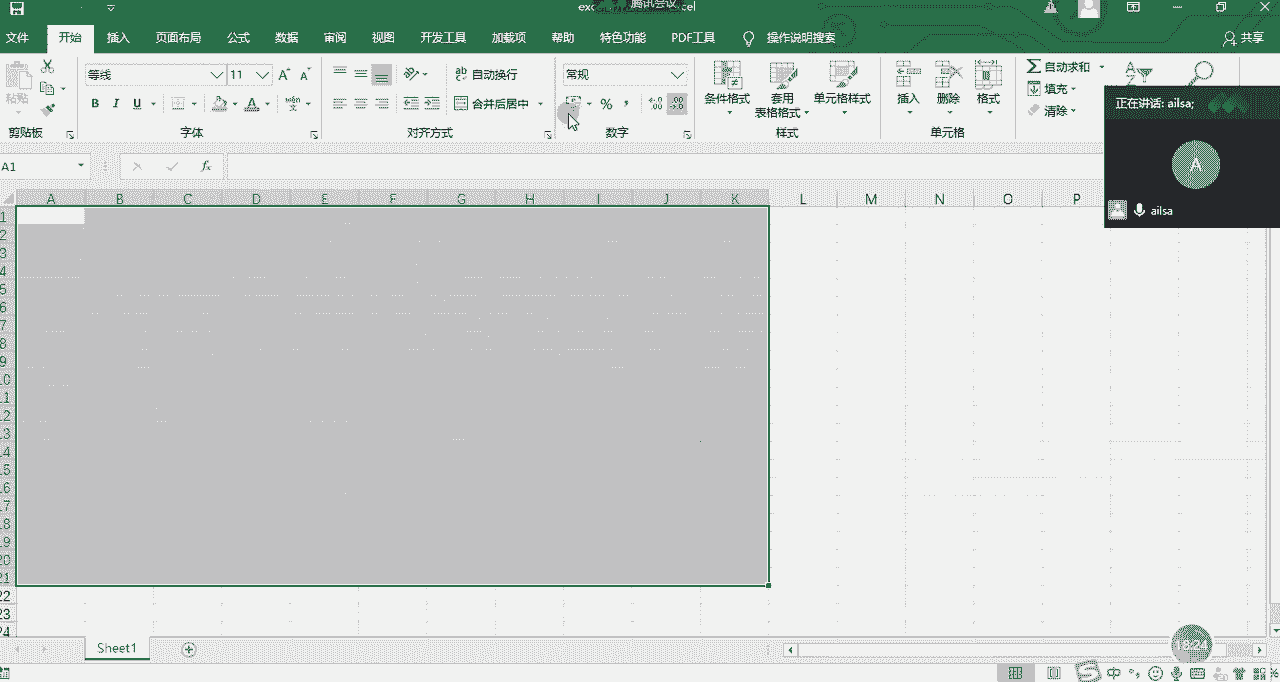 腾讯会议
exc cel
文件 开始 插入 页面布局 公式 数据 审阅 视图 开发工具 加载项 帮助 特色功能 PDF工具 操作说明搜索 共享
粘贴 等线 11 A A 自动换行 常规 条件格式 套用 表格格式 单元格样式 插入 删除 格式 自动求和
B I U 合并后居中 % 填充
清除
剪贴板 字体 对齐方式 数字 样式 单元格
正在讲话: ailsa;
A
ailsa
A1 fx
A B C D E F G H I J K L M N O P
1
2
3
4
5
6
7
8
9
10
11
12
13
14
15
16
17
18
19
20
21
22
23
24
Sheet1
18:24
中